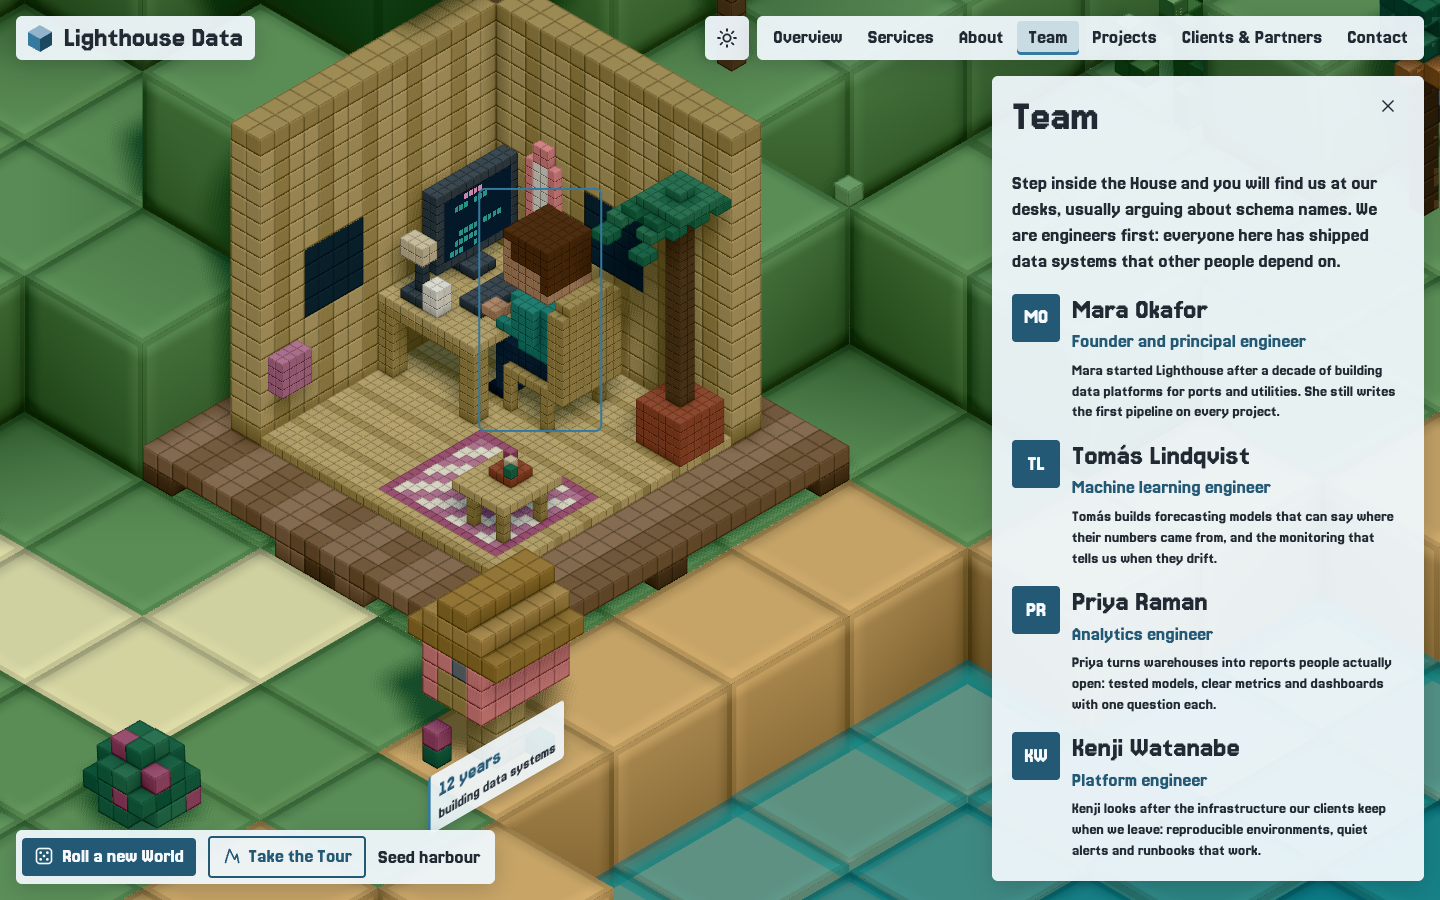 Lighthouse Data
Overview
Services
About
Team
Projects
Clients & Partners
Contact
Team
Step inside the House and you will find us at our
desks, usually arguing about schema names. We
are engineers first: everyone here has shipped
data systems that other people depend on.
MO
Mara Okafor
Founder and principal engineer
Mara started Lighthouse after a decade of building
data platforms for ports and utilities. She still writes
the first pipeline on every project.
TL
Tomás Lindqvist
Machine learning engineer
Tomás builds forecasting models that can say where
their numbers came from, and the monitoring that
tells us when they drift.
PR
Priya Raman
Analytics engineer
Priya turns warehouses into reports people actually
open: tested models, clear metrics and dashboards
with one question each.
KW
Kenji Watanabe
Platform engineer
Kenji looks after the infrastructure our clients keep
when we leave: reproducible environments, quiet
alerts and runbooks that work.
12 years
building data systems
Roll a new World
Take the Tour
Seed harbour